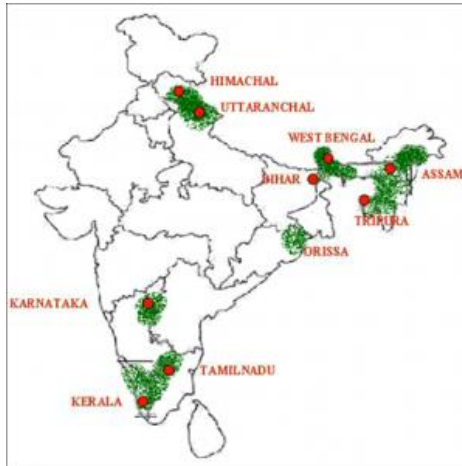 HIMACHAL
UTTARANCHAL
WEST BENGAL
BIHAR
ASSAM
TRIPURA
ORISSA
KARNATAKA
TAMILNADU
KERALA